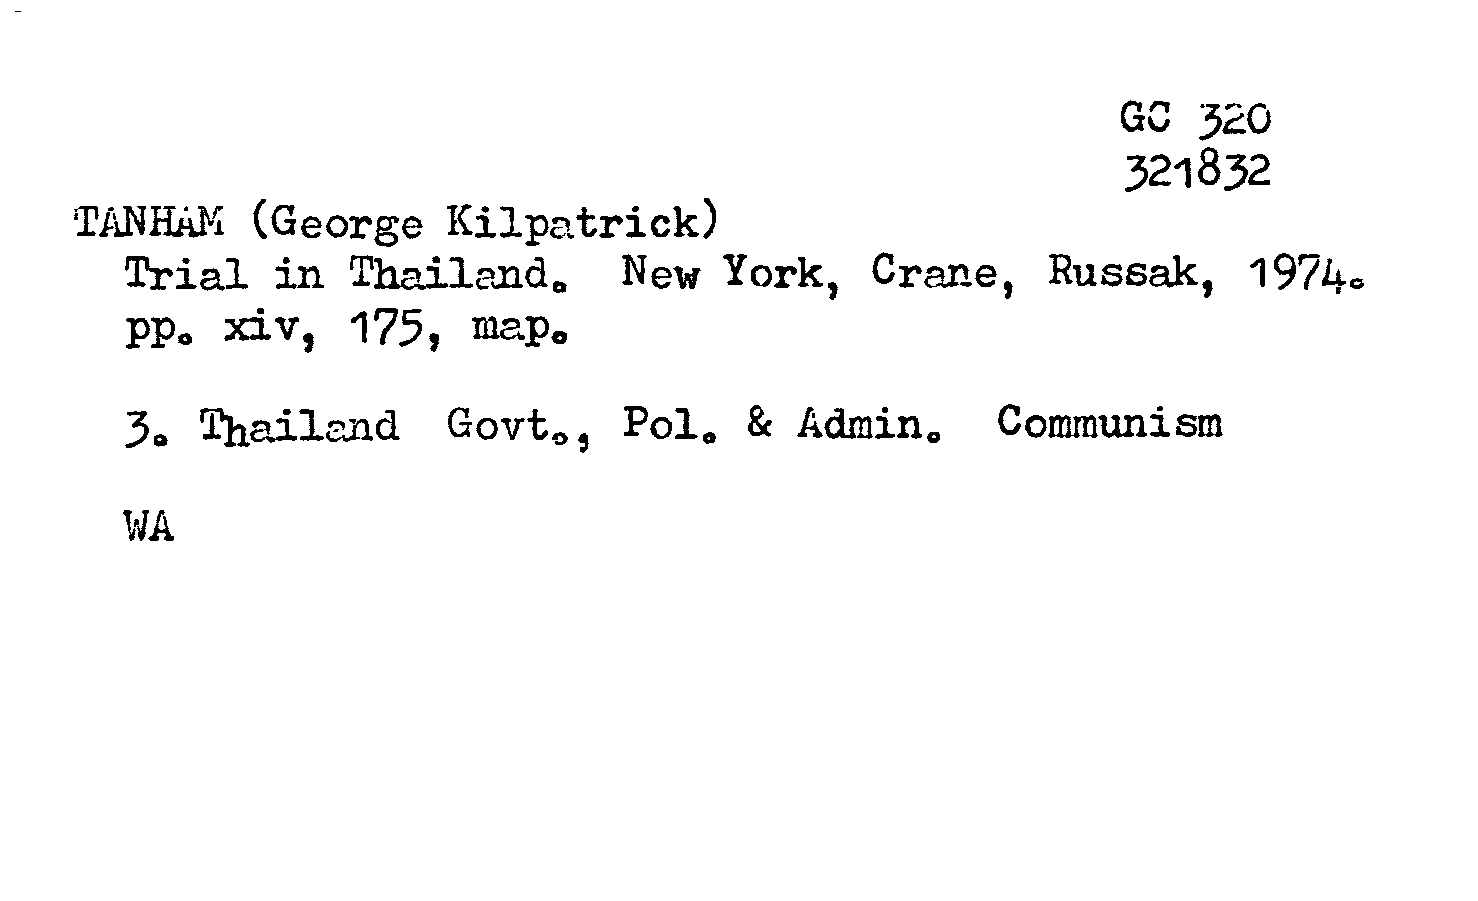 GC 320
321832
TANHAM (George Kilpatrick)
Trial in Thailand. New York, Crane, Russak, 1974.
pp. xiv, 175, map.
3. Thailand Govt., Pol. & Admin. Communism
WA